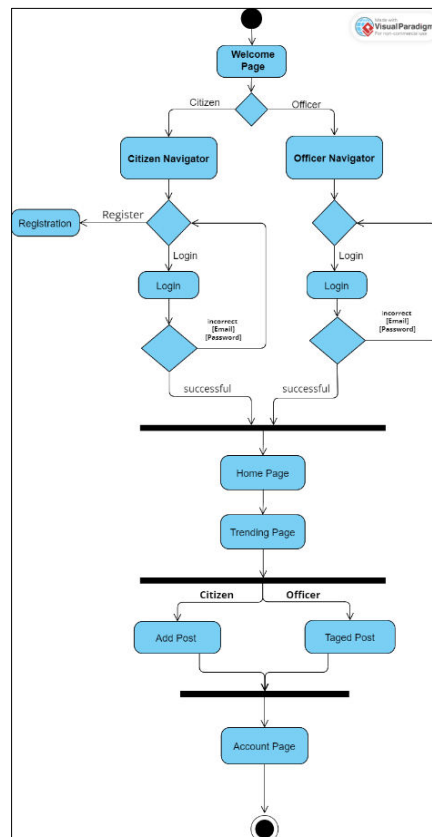 Made with
VisualParadigm
For non-commercial use
Welcome
Page
Citizen
Officer
Citizen Navigator
Officer Navigator
Registration
Register
Login
Login
Login
Login
Incorrect
[Email]
[Password]
Incorrect
[Email]
[Password]
successful
successful
Home Page
Trending Page
Citizen
Officer
Add Post
Taged Post
Account Page